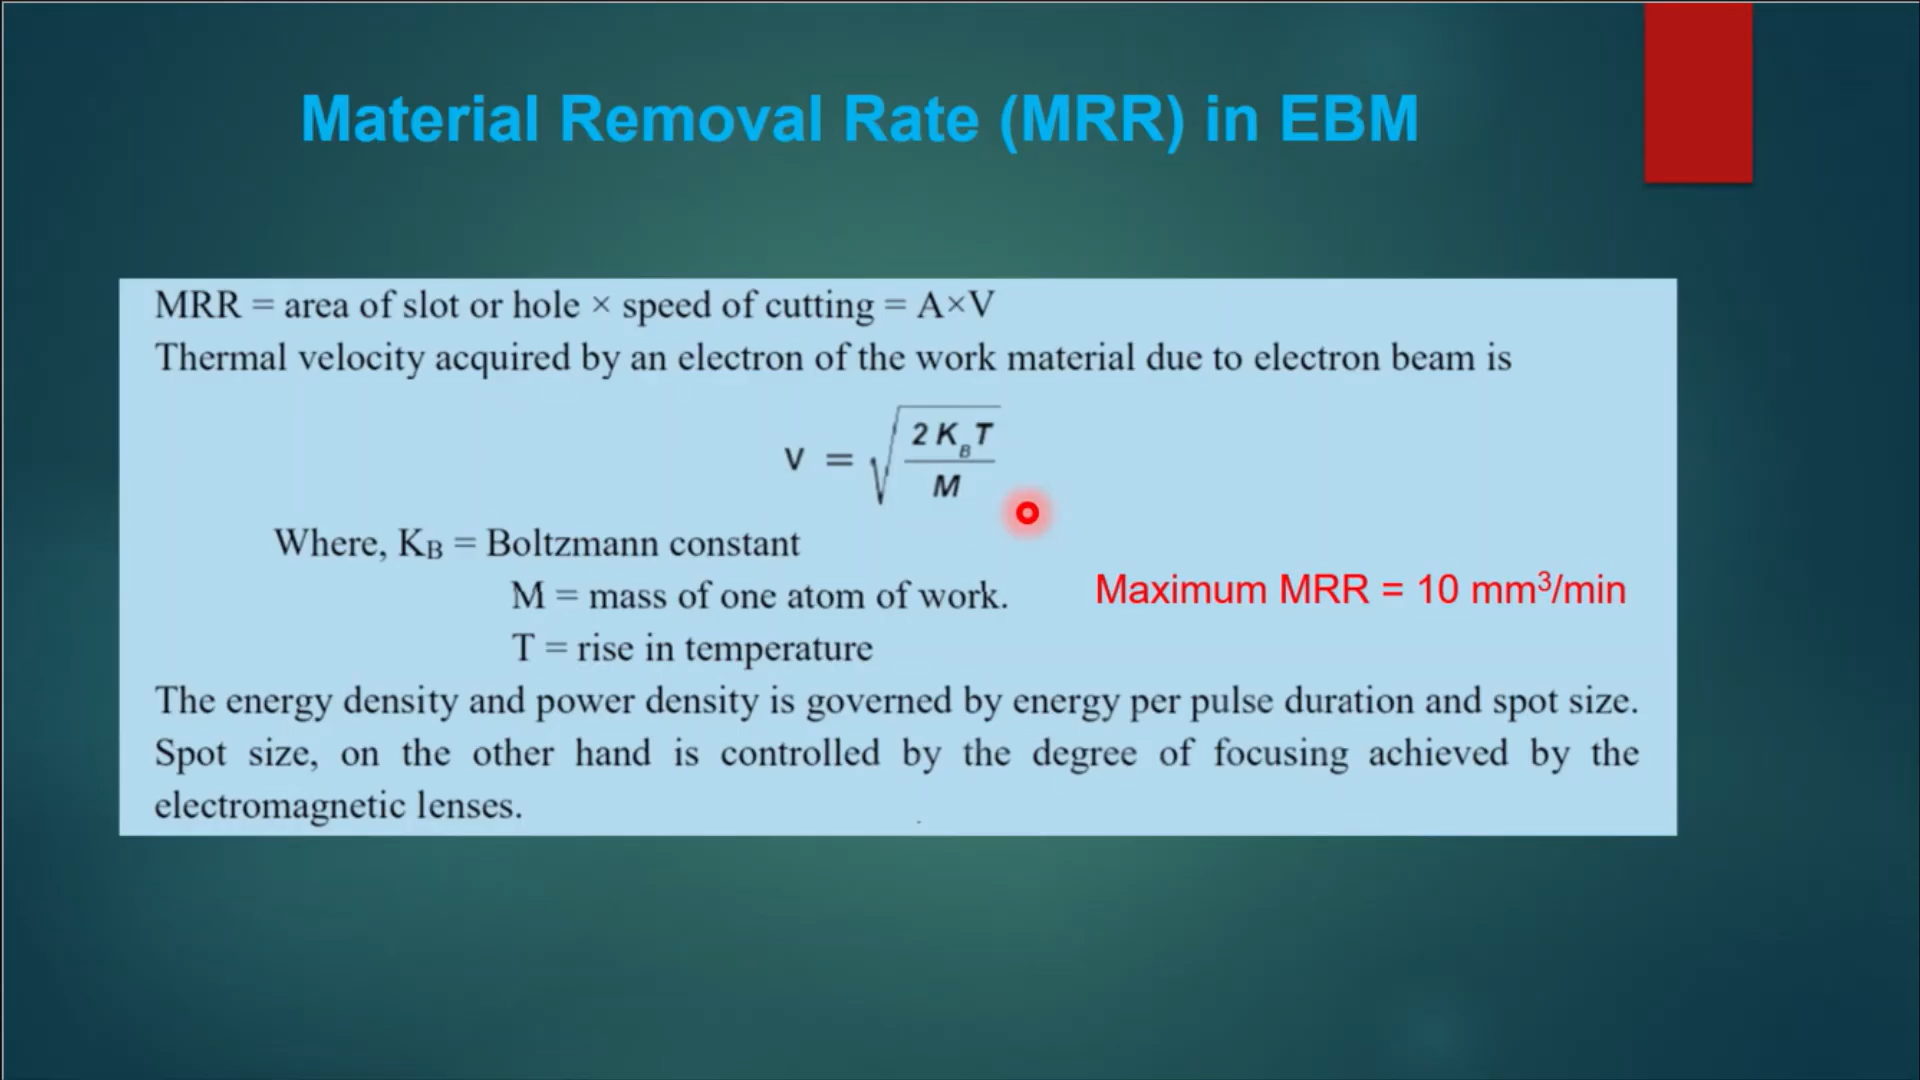 Material Removal Rate (MRR) in EBM
MRR = area of slot or hole × speed of cutting = A×V
Thermal velocity acquired by an electron of the work material due to electron beam is
V = √(2 K_B T / M)
Where, K_B = Boltzmann constant
M = mass of one atom of work.
Maximum MRR = 10 mm³/min
T = rise in temperature
The energy density and power density is governed by energy per pulse duration and spot size.
Spot size, on the other hand is controlled by the degree of focusing achieved by the
electromagnetic lenses.